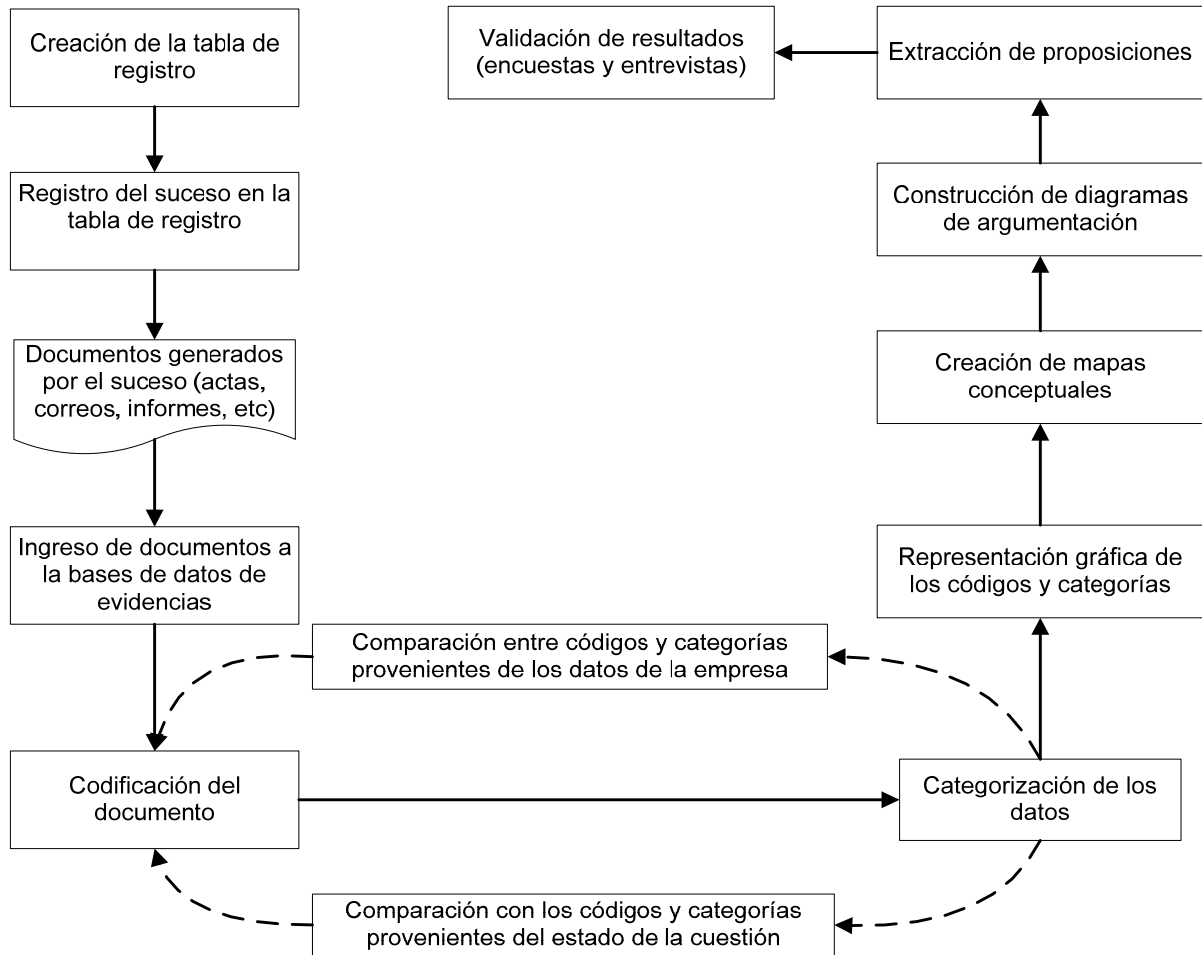 Creación de la tabla de
registro
Registro del suceso en la
tabla de registro
Documentos generados
por el suceso (actas,
correos, informes, etc)
Ingreso de documentos a
la bases de datos de
evidencias
Codificación del
documento
Comparación entre códigos y categorías
provenientes de los datos de la empresa
Comparación con los códigos y categorías
provenientes del estado de la cuestión
Categorización de los
datos
Representación gráfica de
los códigos y categorías
Creación de mapas
conceptuales
Construcción de diagramas
de argumentación
Extracción de proposiciones
Validación de resultados
(encuestas y entrevistas)